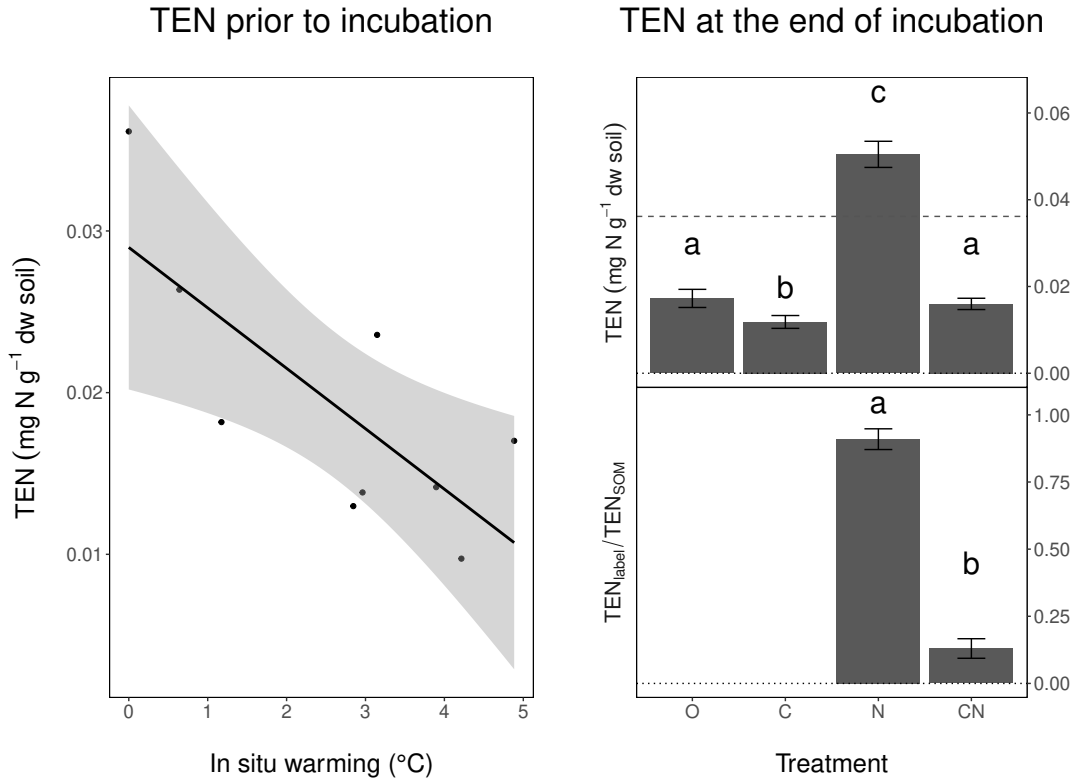 TEN prior to incubation
TEN (mg N g⁻¹ dw soil)
0.03
0.02
0.01
0 1 2 3 4 5
In situ warming (°C)
TEN at the end of incubation
TEN (mg N g⁻¹ dw soil)
a b c a
0.06
0.04
0.02
0.00
TENlabel/TENSOM
a b
1.00
0.75
0.50
0.25
0.00
O C N CN
Treatment